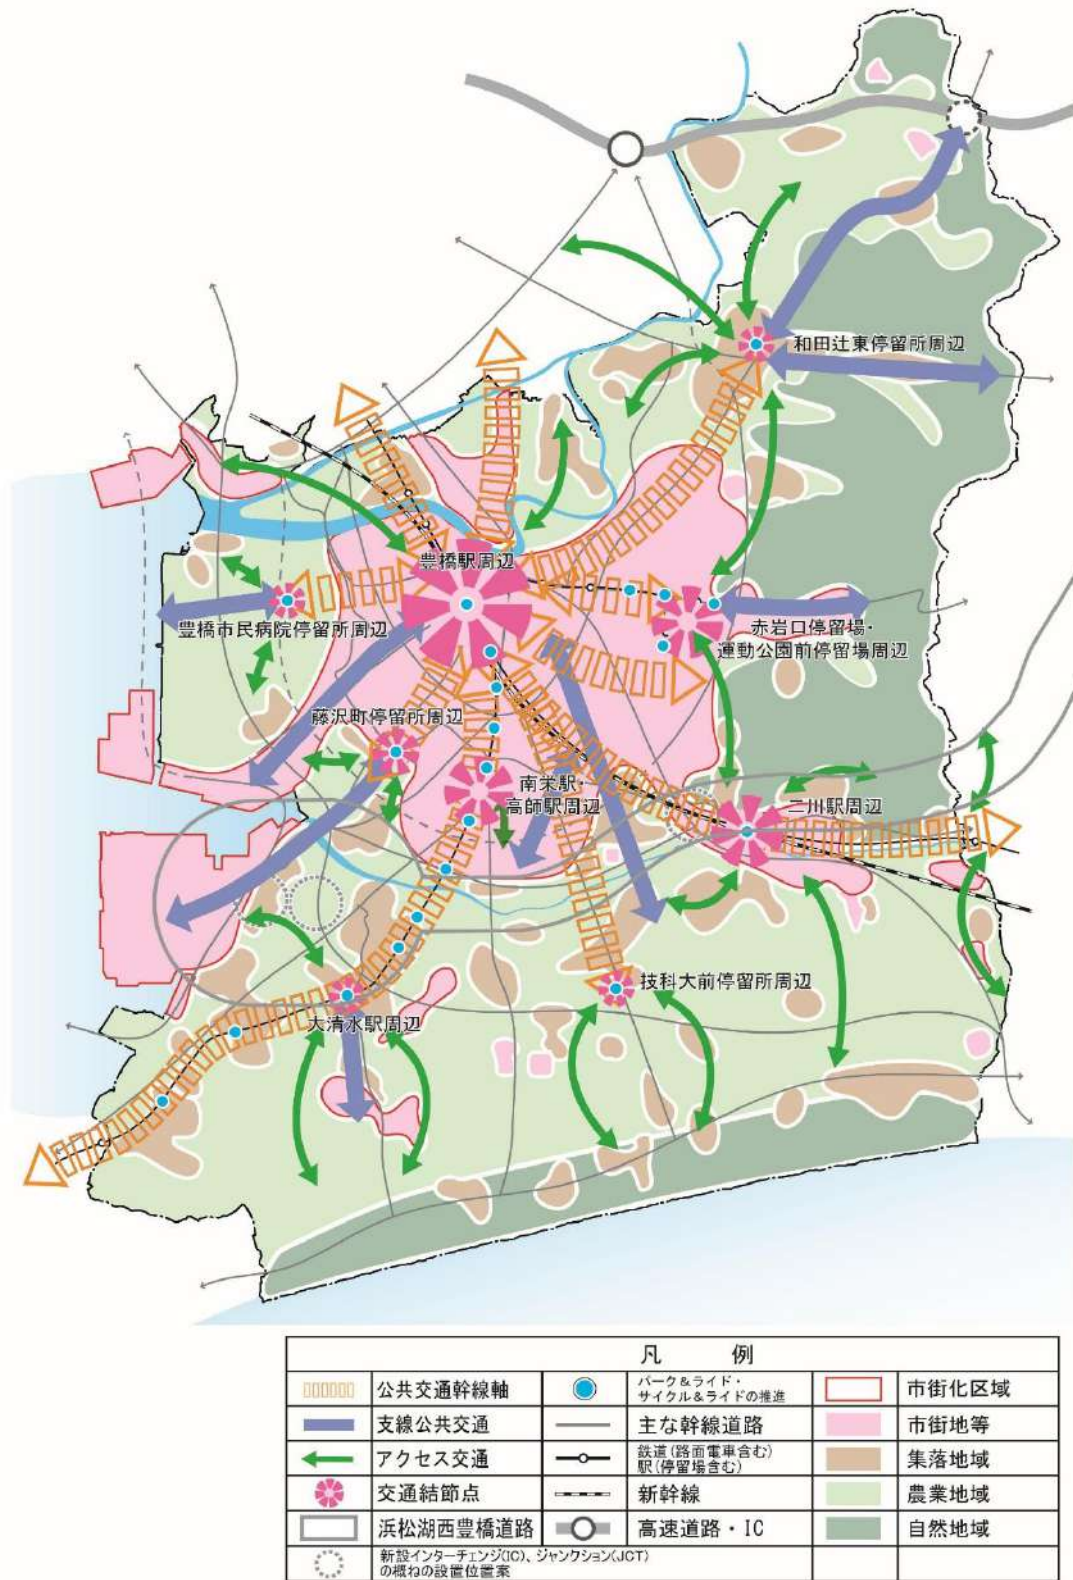 和田辻東停留所周辺
豊橋駅周辺
豊橋市民病院停留所周辺
赤岩口停留場・
運動公園前停留場周辺
藤沢町停留所周辺
南栄駅・
高師駅周辺
二川駅周辺
技科大前停留所周辺
大清水駅周辺
凡 例
公共交通幹線軸
パーク&ライド・
サイクル&ライドの推進
市街化区域
支線公共交通
主な幹線道路
市街地等
アクセス交通
鉄道(路面電車含む)
駅(停留場含む)
集落地域
交通結節点
新幹線
農業地域
浜松湖西豊橋道路
高速道路・IC
自然地域
新設インターチェンジ(IC)、ジャンクション(JCT)
の概ねの設置位置案